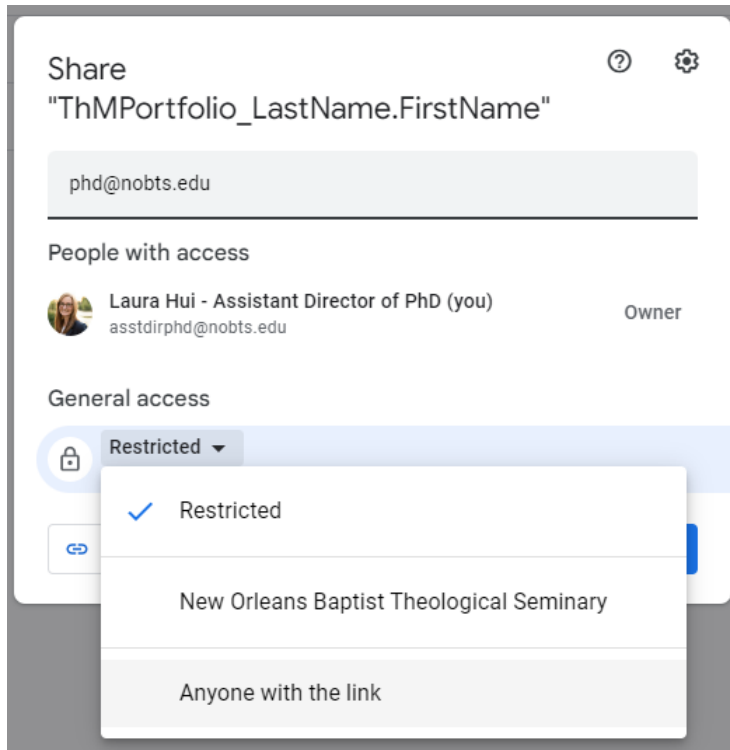 Share
"ThMPortfolio_LastName.FirstName"
phd@nobts.edu
People with access
Laura Hui - Assistant Director of PhD (you)
asstdirphd@nobts.edu
Owner
General access
Restricted
Restricted
New Orleans Baptist Theological Seminary
Anyone with the link